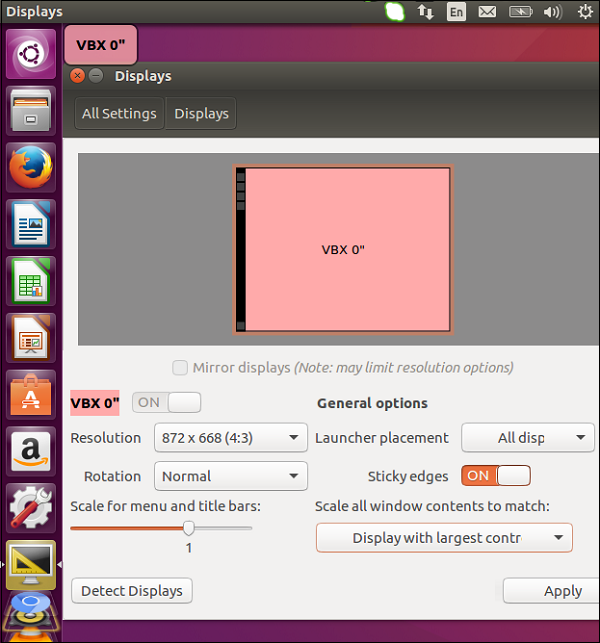 Displays
En
VBX 0"
Displays
All Settings Displays
VBX 0"
Mirror displays (Note: may limit resolution options)
VBX 0" ON General options
Resolution 872 x 668 (4:3) Launcher placement All disp
Rotation Normal Sticky edges ON
Scale for menu and title bars: Scale all window contents to match:
1 Display with largest contr
Detect Displays Apply